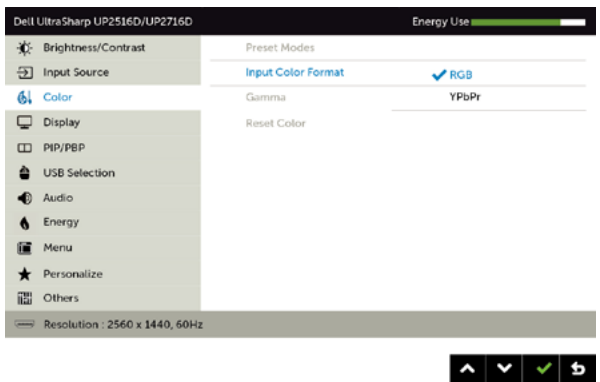 Dell UltraSharp UP2516D/UP2716D Energy Use
Brightness/Contrast Preset Modes
Input Source Input Color Format RGB
Color Gamma YPbPr
Display Reset Color
PIP/PBP
USB Selection
Audio
Energy
Menu
Personalize
Others
Resolution : 2560 x 1440, 60Hz